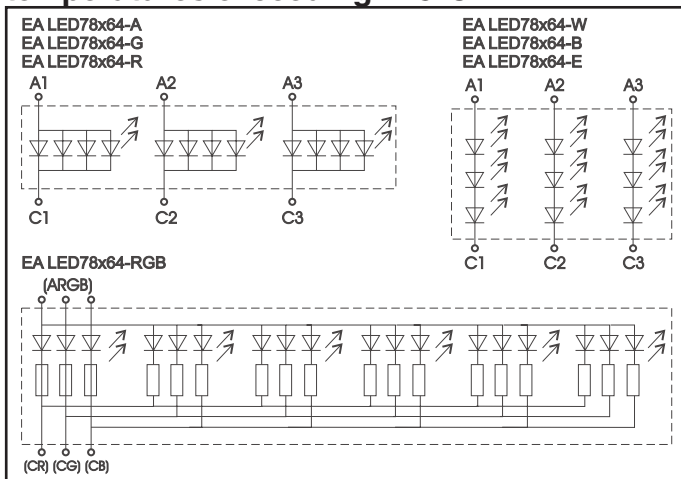 EA LED78x64-A
EA LED78x64-G
EA LED78x64-R
A1 A2 A3
C1 C2 C3
EA LED78x64-W
EA LED78x64-B
EA LED78x64-E
A1 A2 A3
C1 C2 C3
EA LED78x64-RGB
(ARGB)
(CR) (CG) (CB)